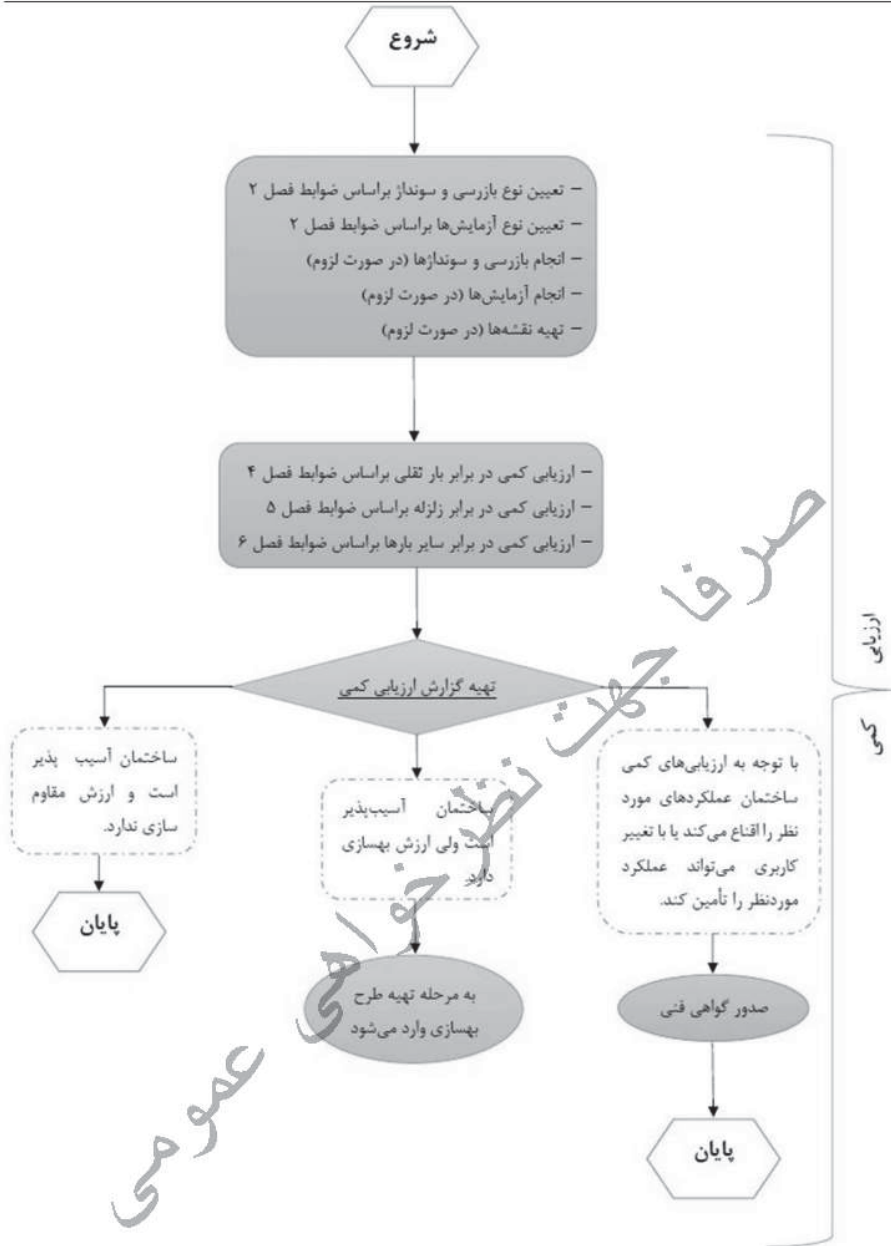 شروع
– تعیین نوع بازرسی و سونداژ براساس ضوابط فصل ۲
– تعیین نوع آزمایش‌ها براساس ضوابط فصل ۲
– انجام بازرسی و سونداژها (در صورت لزوم)
– انجام آزمایش‌ها (در صورت لزوم)
– تهیه نقشه‌ها (در صورت لزوم)
– ارزیابی کمی در برابر بار ثقلی براساس ضوابط فصل ۴
– ارزیابی کمی در برابر زلزله براساس ضوابط فصل ۵
– ارزیابی کمی در برابر سایر بارها براساس ضوابط فصل ۶
تهیه گزارش ارزیابی کمی
با توجه به ارزیابی‌های کمی
ساختمان عملکردهای مورد
نظر را اقناع می‌کند یا با تغییر
کاربری می‌تواند عملکرد
موردنظر را تأمین کند.
صدور گواهی فنی
پایان
ساختمان آسیب‌پذیر
است ولی ارزش بهسازی
دارد.
به مرحله تهیه طرح
بهسازی وارد می‌شود
ساختمان آسیب پذیر
است و ارزش مقاوم
سازی ندارد.
پایان
ارزیابی
کمی
صرفا جهت نظر خواهی عمومی